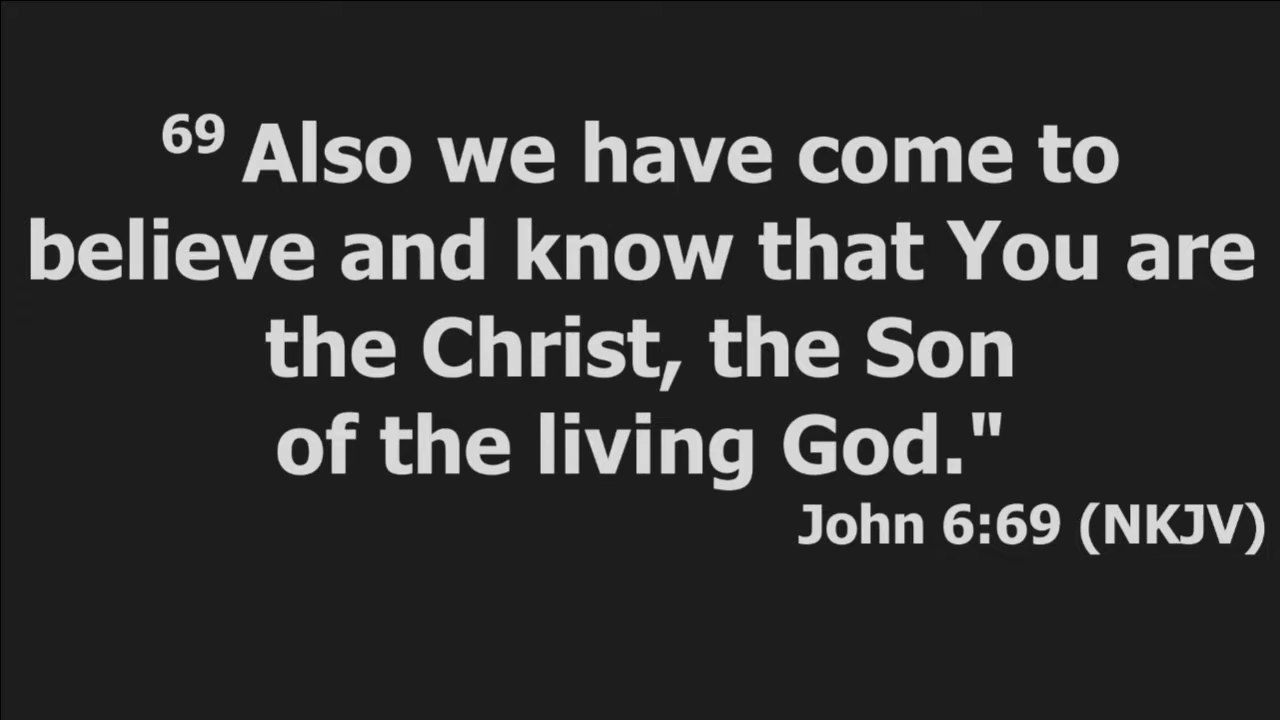 69 Also we have come to
believe and know that You are
the Christ, the Son
of the living God."
John 6:69 (NKJV)